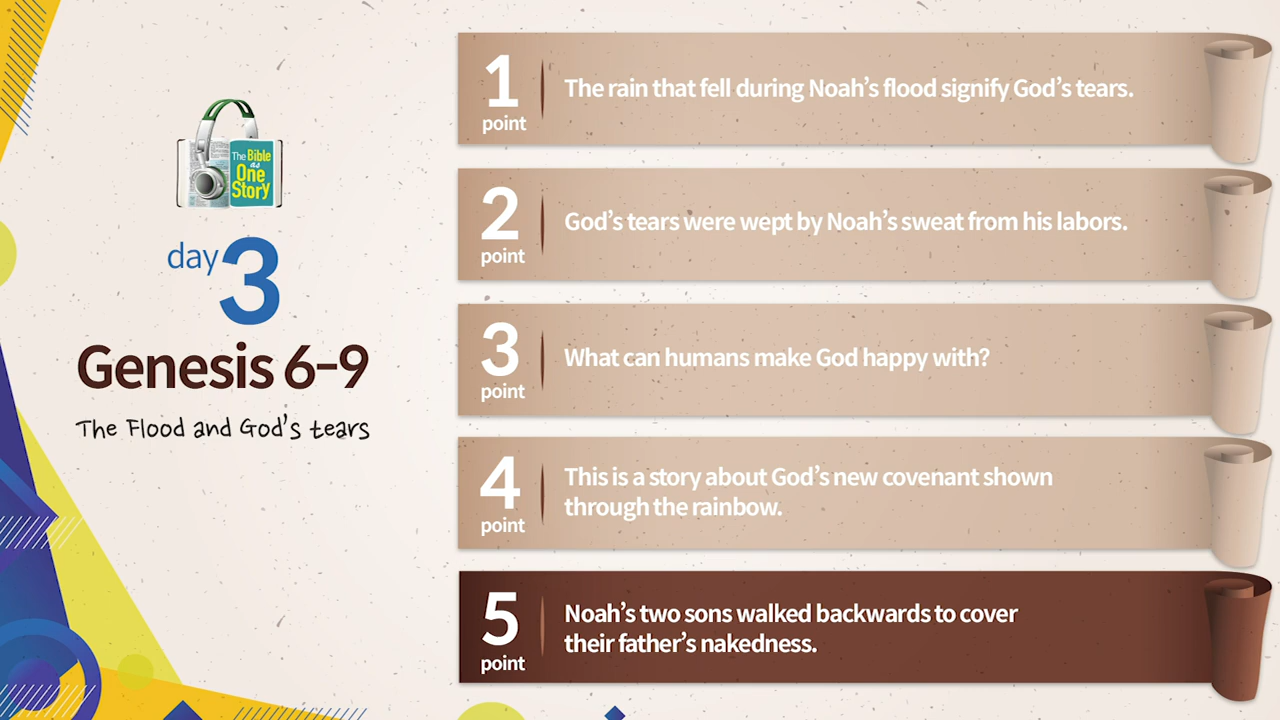 The Bible
as
One
Story
day 3
Genesis 6-9
The Flood and God's tears
1
point
The rain that fell during Noah's flood signify God's tears.
2
point
God's tears were wept by Noah's sweat from his labors.
3
point
What can humans make God happy with?
4
point
This is a story about God's new covenant shown
through the rainbow.
5
point
Noah's two sons walked backwards to cover
their father's nakedness.